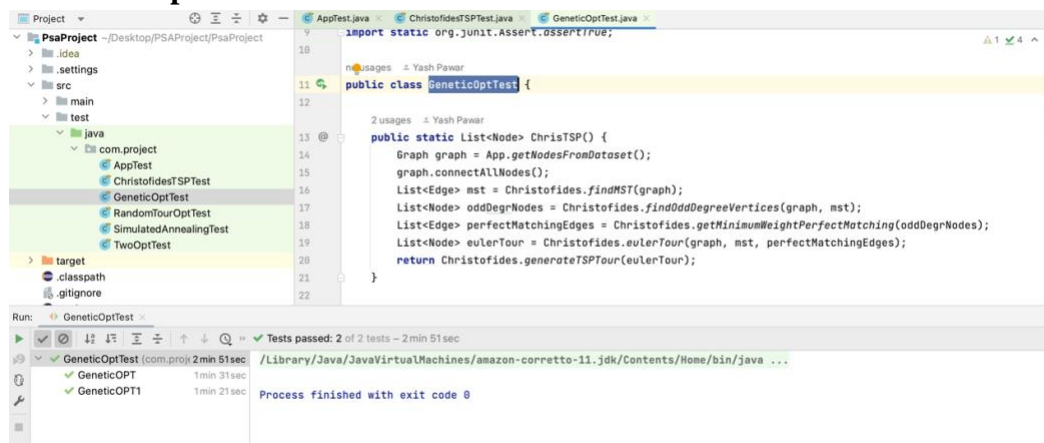 Project
AppTest.java
ChristofidesTSPTest.java
GeneticOptTest.java
PsaProject ~/Desktop/PSAProject/PsaProject
.idea
.settings
src
main
test
java
com.project
AppTest
ChristofidesTSPTest
GeneticOptTest
RandomTourOptTest
SimulatedAnnealingTest
TwoOptTest
target
.classpath
.gitignore
9 import static org.junit.Assert.assertTrue;
1 4
10
usages Yash Pawar
11 public class GeneticOptTest {
12
2 usages Yash Pawar
13 @ public static List<Node> ChrisTSP() {
14 Graph graph = App.getNodesFromDataset();
15 graph.connectAllNodes();
16 List<Edge> mst = Christofides.findMST(graph);
17 List<Node> oddDegrNodes = Christofides.findOddDegreeVertices(graph, mst);
18 List<Edge> perfectMatchingEdges = Christofides.getMinimumWeightPerfectMatching(oddDegrNodes);
19 List<Node> eulerTour = Christofides.eulerTour(graph, mst, perfectMatchingEdges);
20 return Christofides.generateTSPTour(eulerTour);
21 }
22
Run: GeneticOptTest
Tests passed: 2 of 2 tests – 2 min 51 sec
GeneticOptTest (com.proje 2 min 51 sec
GeneticOPT 1 min 31 sec
GeneticOPT1 1 min 21 sec
/Library/Java/JavaVirtualMachines/amazon-corretto-11.jdk/Contents/Home/bin/java ...
Process finished with exit code 0